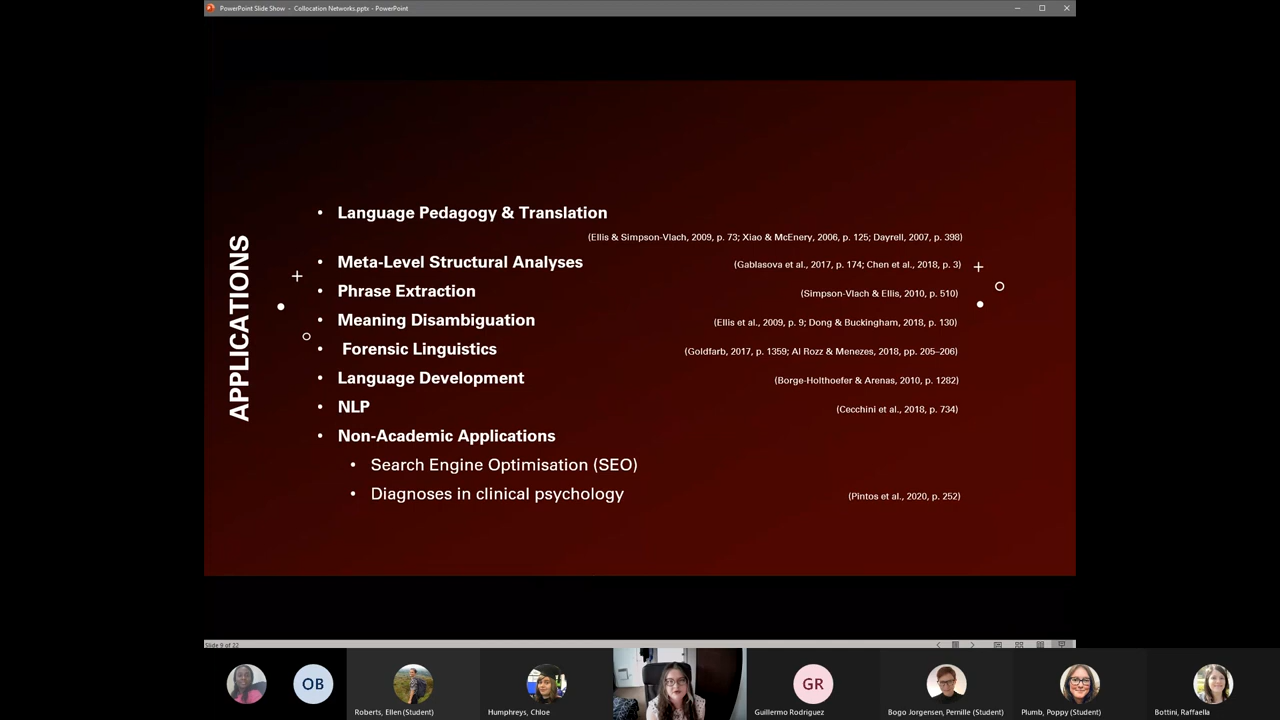 PowerPoint Slide Show - Collocation Networks.pptx - PowerPoint
APPLICATIONS
• Language Pedagogy & Translation
(Ellis & Simpson-Vlach, 2009, p. 73; Xiao & McEnery, 2006, p. 125; Dayrell, 2007, p. 398)
• Meta-Level Structural Analyses (Gablasova et al., 2017, p. 174; Chen et al., 2018, p. 3)
• Phrase Extraction (Simpson-Vlach & Ellis, 2010, p. 510)
• Meaning Disambiguation (Ellis et al., 2009, p. 9; Dong & Buckingham, 2018, p. 130)
• Forensic Linguistics (Goldfarb, 2017, p. 1359; Al Rozz & Menezes, 2018, pp. 205–206)
• Language Development (Borge-Holthoefer & Arenas, 2010, p. 1282)
• NLP (Cecchini et al., 2018, p. 734)
• Non-Academic Applications
• Search Engine Optimisation (SEO)
• Diagnoses in clinical psychology (Pintos et al., 2020, p. 252)
Slide 9 of 22
OB
GR
Roberts, Ellen (Student)
Humphreys, Chloe
Guillermo Rodriguez
Bogo Jorgensen, Pernille (Student)
Plumb, Poppy (Student)
Bottini, Raffaella